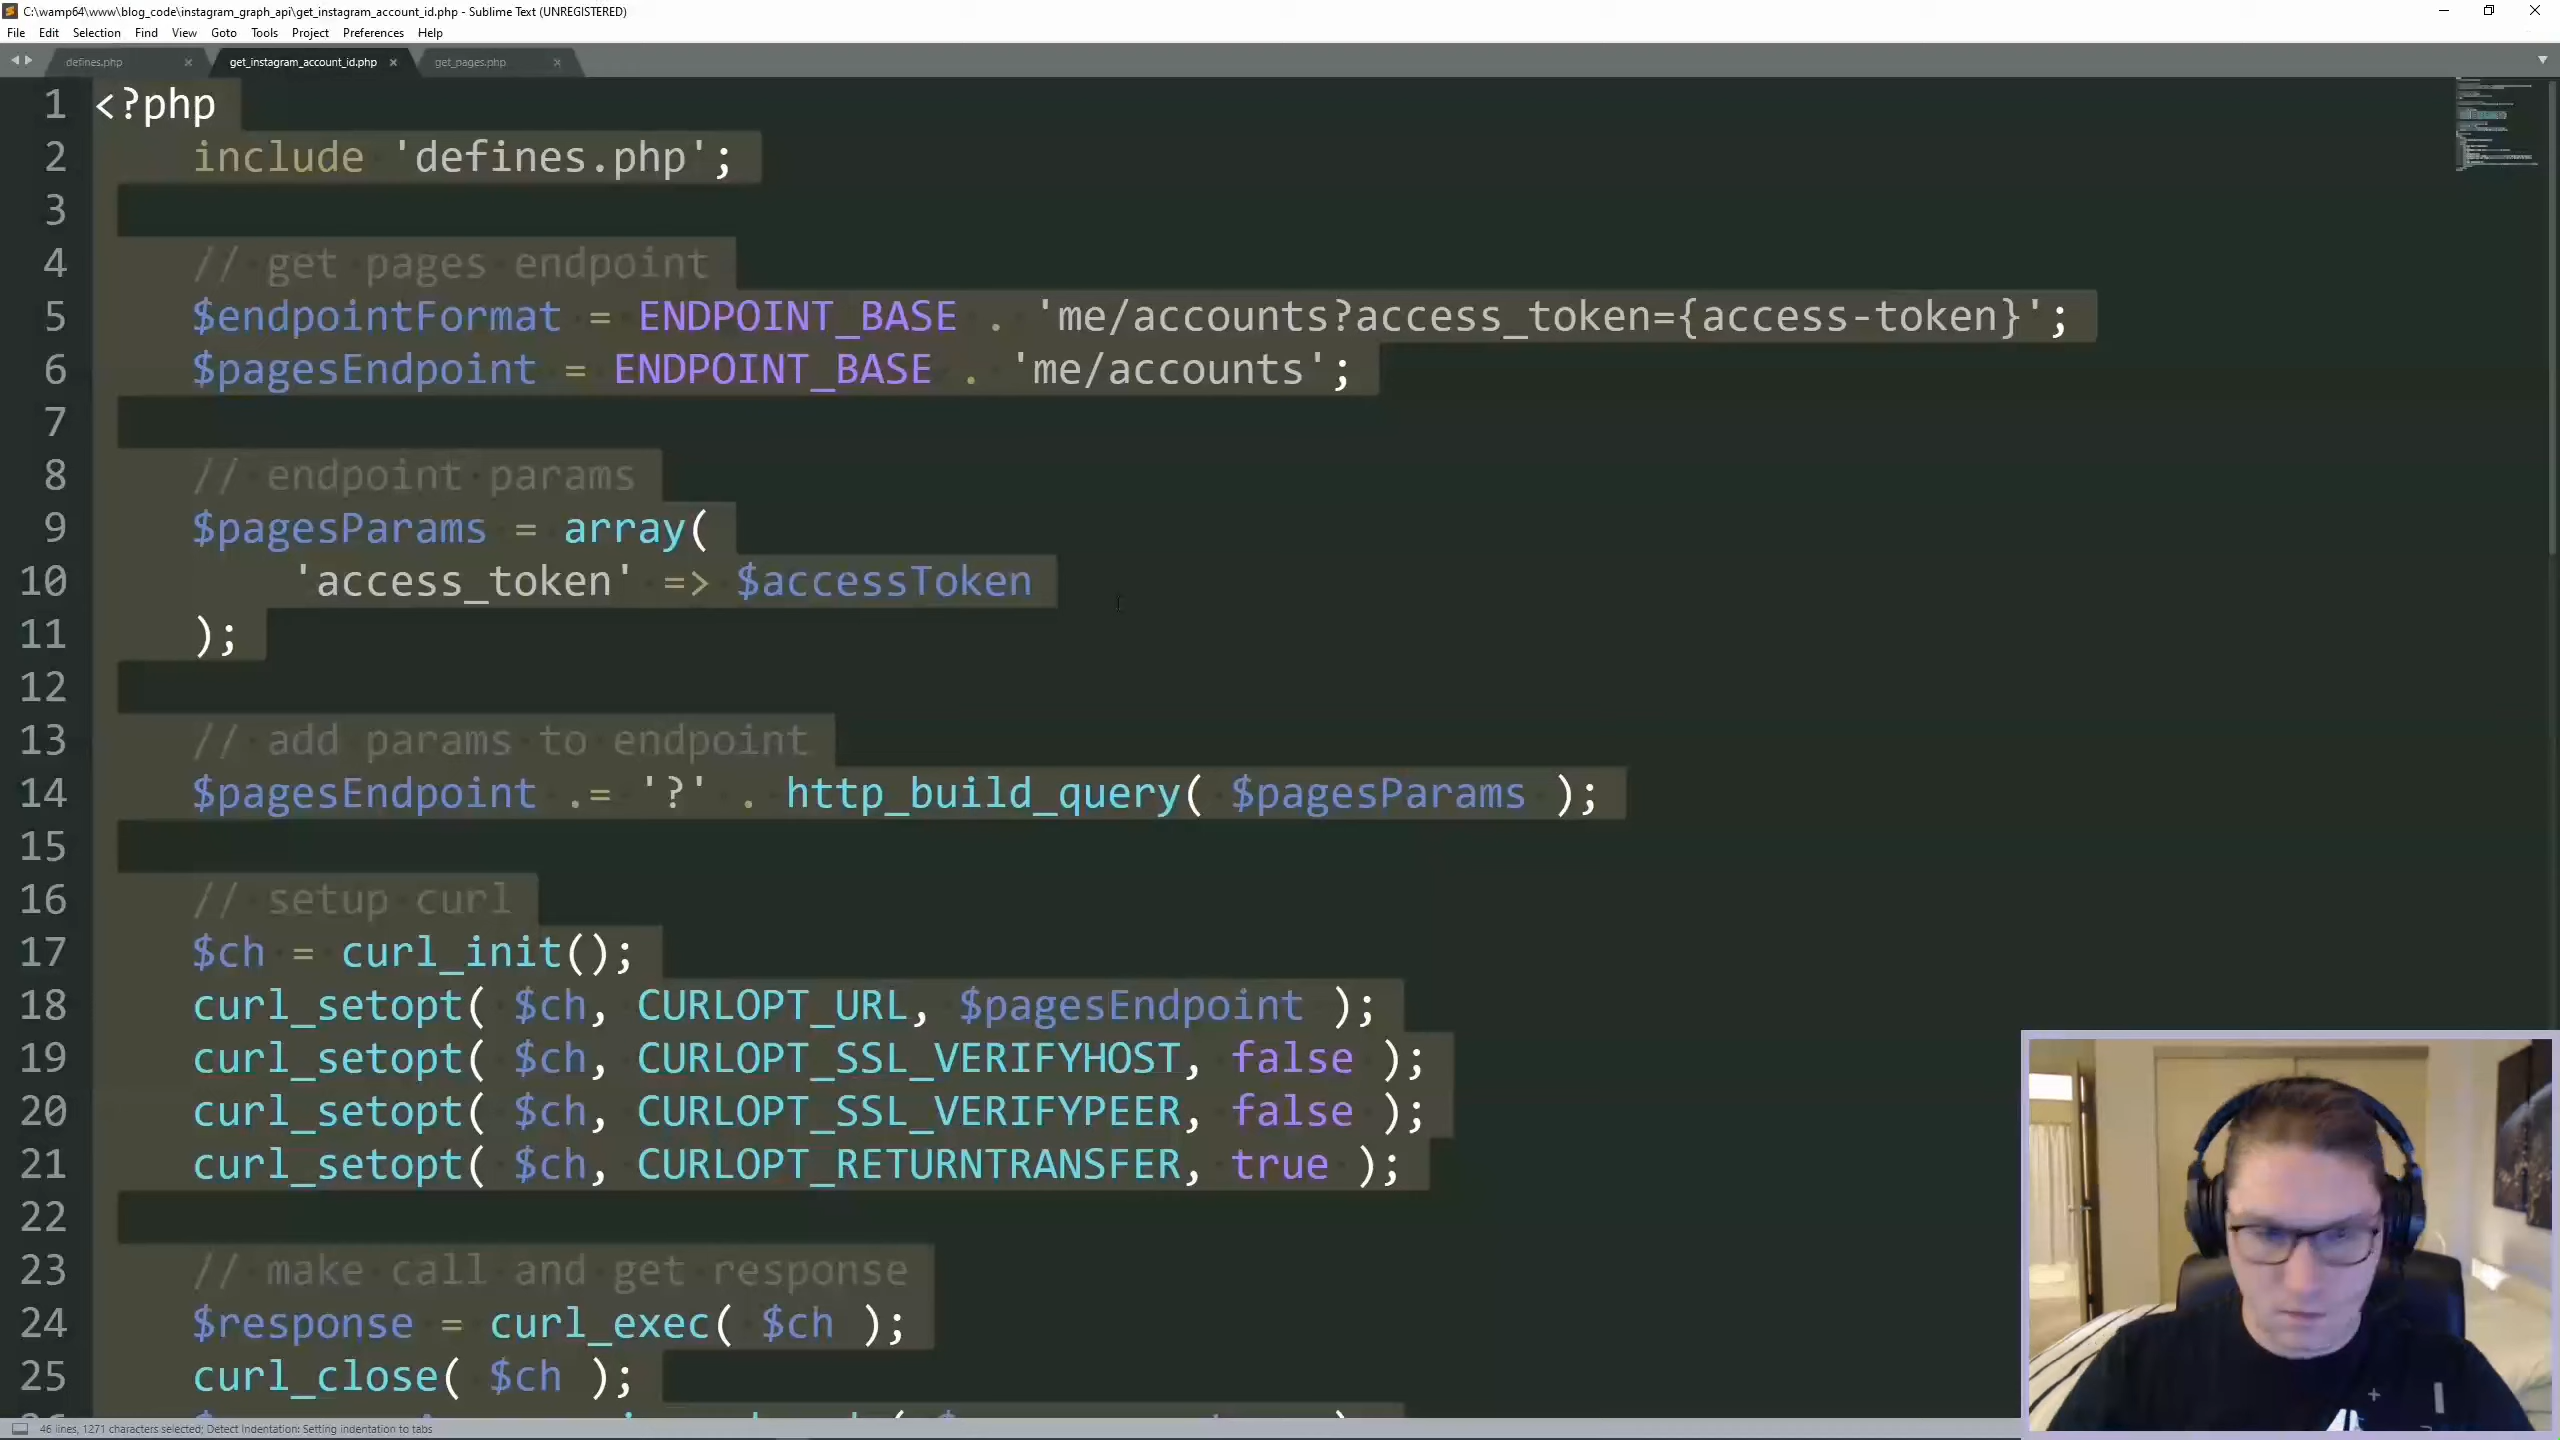 C:\wamp64\www\blog_code\instagram_graph_api\get_instagram_account_id.php - Sublime Text (UNREGISTERED)
File Edit Selection Find View Goto Tools Project Preferences Help
defines.php × get_instagram_account_id.php × get_pages.php ×
1 <?php
2 include 'defines.php';
3
4 // get pages endpoint
5 $endpointFormat = ENDPOINT_BASE . 'me/accounts?access_token={access-token}';
6 $pagesEndpoint = ENDPOINT_BASE . 'me/accounts';
7
8 // endpoint params
9 $pagesParams = array(
10 'access_token' => $accessToken
11 );
12
13 // add params to endpoint
14 $pagesEndpoint .= '?' . http_build_query( $pagesParams );
15
16 // setup curl
17 $ch = curl_init();
18 curl_setopt( $ch, CURLOPT_URL, $pagesEndpoint );
19 curl_setopt( $ch, CURLOPT_SSL_VERIFYHOST, false );
20 curl_setopt( $ch, CURLOPT_SSL_VERIFYPEER, false );
21 curl_setopt( $ch, CURLOPT_RETURNTRANSFER, true );
22
23 // make call and get response
24 $response = curl_exec( $ch );
25 curl_close( $ch );
46 lines, 1271 characters selected; Detect Indentation: Setting indentation to tabs